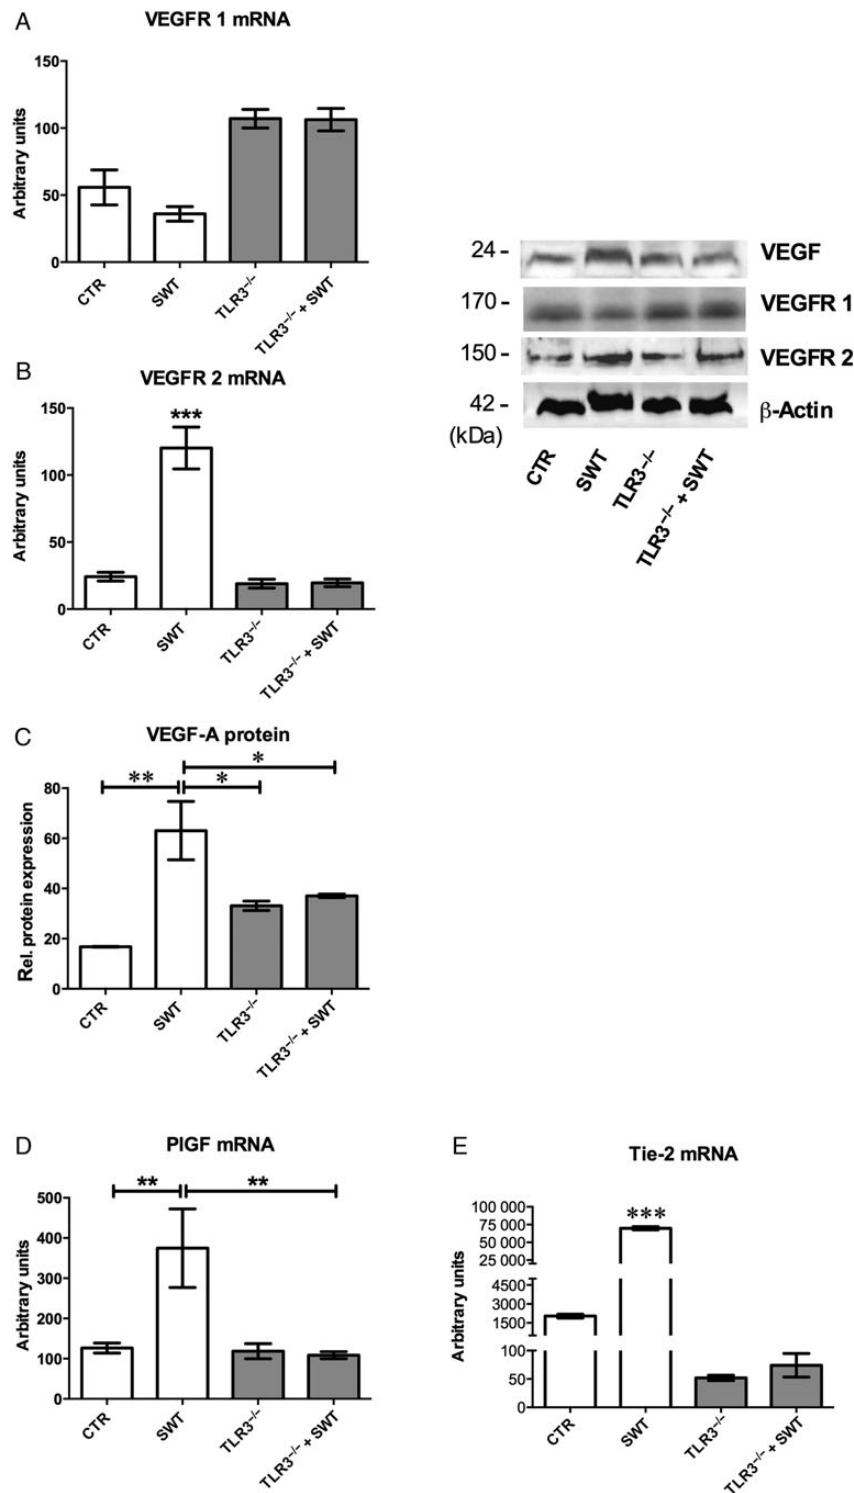 A
VEGFR 1 mRNA
Arbitrary units
150
100
50
0
CTR
SWT
TLR3⁻/⁻
TLR3⁻/⁻ + SWT
24 -
VEGF
170 -
VEGFR 1
150 -
VEGFR 2
42 -
β-Actin
(kDa)
CTR
SWT
TLR3⁻/⁻
TLR3⁻/⁻ + SWT
B
VEGFR 2 mRNA
Arbitrary units
150
100
50
0
***
CTR
SWT
TLR3⁻/⁻
TLR3⁻/⁻ + SWT
C
VEGF-A protein
Rel. protein expression
80
60
40
20
0
**
*
*
CTR
SWT
TLR3⁻/⁻
TLR3⁻/⁻ + SWT
D
PlGF mRNA
Arbitrary units
500
400
300
200
100
0
**
**
CTR
SWT
TLR3⁻/⁻
TLR3⁻/⁻ + SWT
E
Tie-2 mRNA
Arbitrary units
100 000
75 000
50 000
25 000
4500
3000
1500
100
50
0
***
CTR
SWT
TLR3⁻/⁻
TLR3⁻/⁻ + SWT